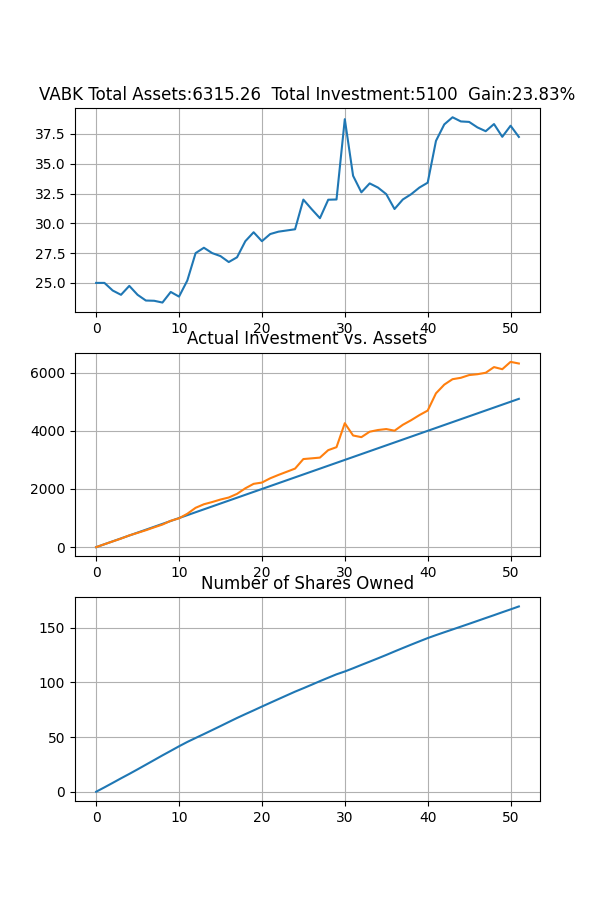 VABK Total Assets:6315.26  Total Investment:5100  Gain:23.83%
37.5
35.0
32.5
30.0
27.5
25.0
0 10 20 30 40 50
Actual Investment vs. Assets
6000
4000
2000
0
0 10 20 30 40 50
Number of Shares Owned
150
100
50
0
0 10 20 30 40 50